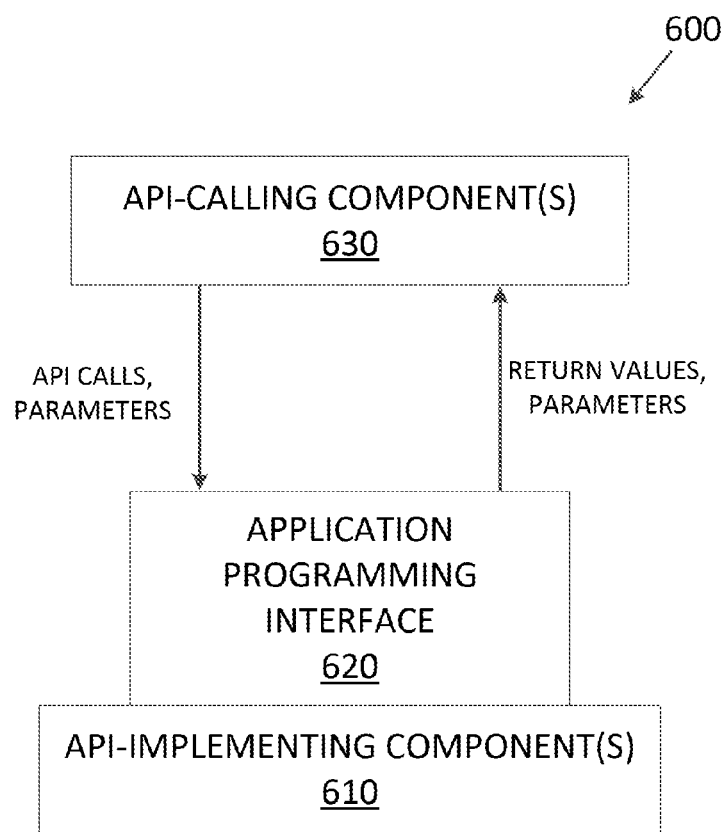 600
API-CALLING COMPONENT(S)
630
API CALLS,
PARAMETERS
RETURN VALUES,
PARAMETERS
APPLICATION
PROGRAMMING
INTERFACE
620
API-IMPLEMENTING COMPONENT(S)
610